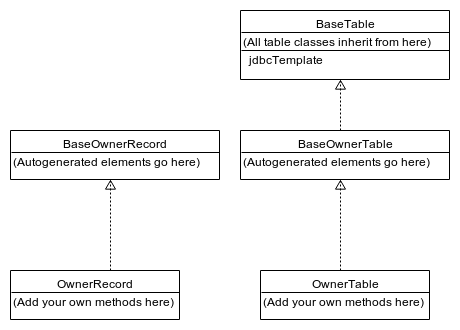 BaseTable
(All table classes inherit from here)
jdbcTemplate
BaseOwnerRecord
(Autogenerated elements go here)
BaseOwnerTable
(Autogenerated elements go here)
OwnerRecord
(Add your own methods here)
OwnerTable
(Add your own methods here)